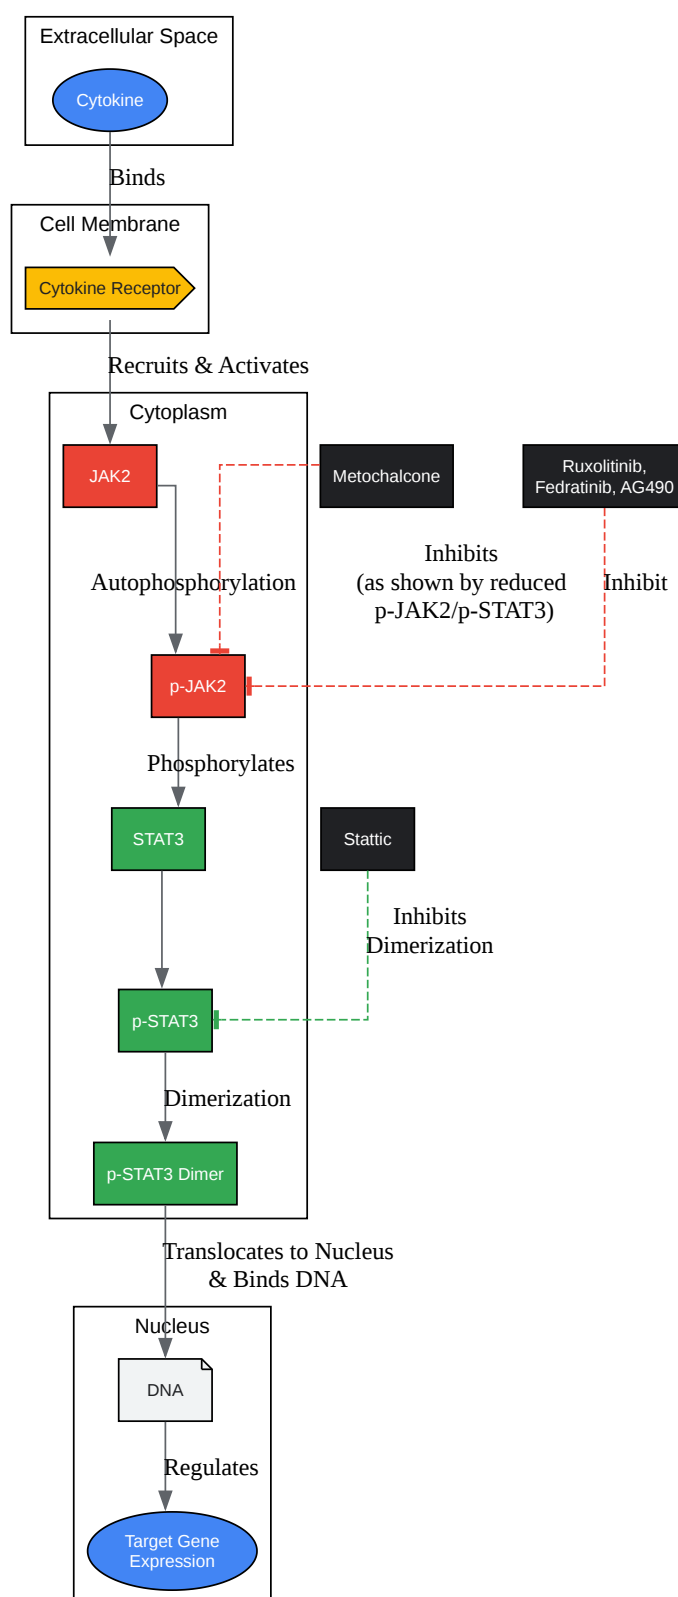 Extracellular Space
Cytokine
Binds
Cell Membrane
Cytokine Receptor
Recruits & Activates
Cytoplasm
JAK2
Metochalcone
Ruxolitinib,
Fedratinib, AG490
Autophosphorylation
Inhibits
(as shown by reduced
p-JAK2/p-STAT3)
Inhibit
p-JAK2
Phosphorylates
STAT3
Stattic
Inhibits
Dimerization
p-STAT3
Dimerization
p-STAT3 Dimer
Translocates to Nucleus
& Binds DNA
Nucleus
DNA
Regulates
Target Gene
Expression